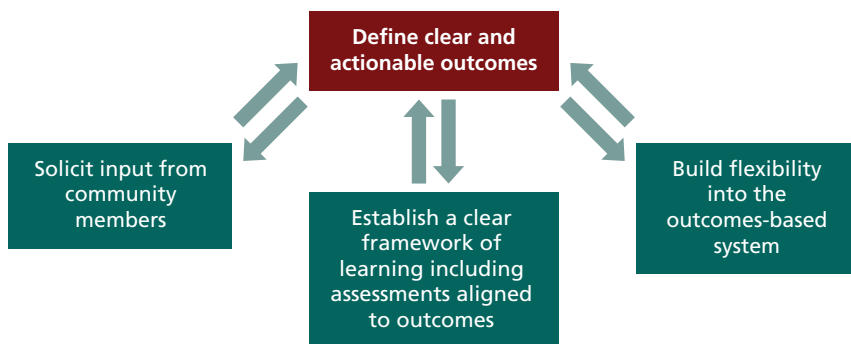 Define clear and
actionable outcomes
Solicit input from
community
members
Establish a clear
framework of
learning including
assessments aligned
to outcomes
Build flexibility
into the
outcomes-based
system